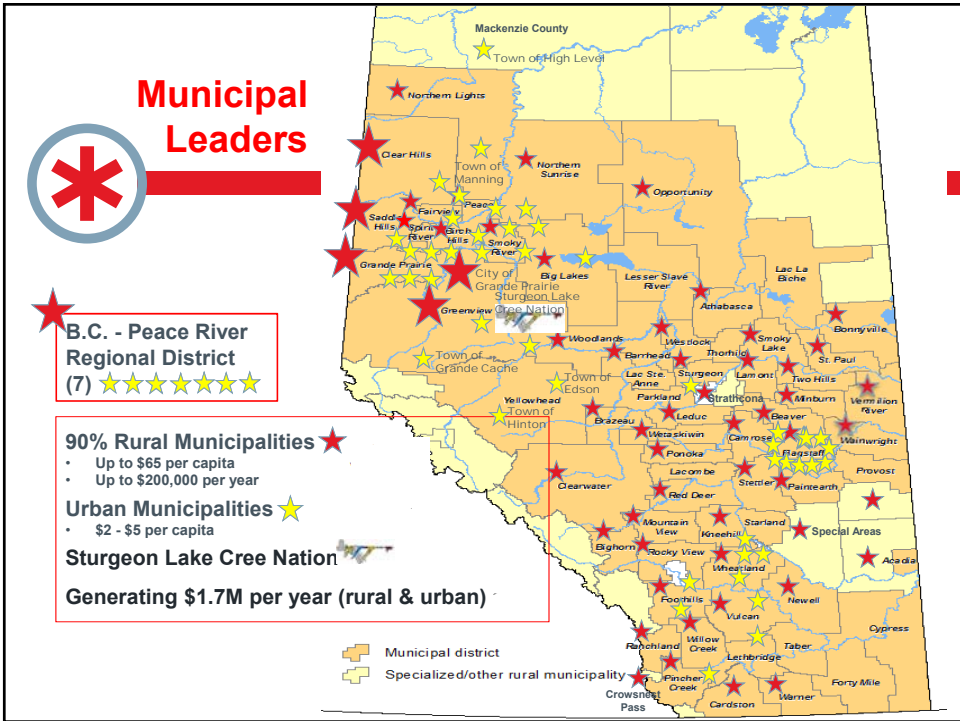 Municipal
Leaders
B.C. - Peace River
Regional District
(7)
90% Rural Municipalities
• Up to $65 per capita
• Up to $200,000 per year
Urban Municipalities
• $2 - $5 per capita
Sturgeon Lake Cree Nation
Generating $1.7M per year (rural & urban)
Mackenzie County
Town of High Level
Northern Lights
Clear Hills
Town of
Manning
Northern
Sunrise
Opportunity
Fairview
Peace
Saddle
Hills
Spirit
River
Birch
Hills
Smoky
River
Grande Prairie
City of
Grande Prairie
Big Lakes
Lesser Slave
River
Lac La
Biche
Greenview
Sturgeon Lake
Cree Nation
Athabasca
Bonnyville
Woodlands
Westlock
Smoky
Lake
Barrhead
Thorhild
St. Paul
Town of
Grande Cache
Lac Ste.
Anne
Sturgeon
Lamont
Two Hills
Town of
Edson
Parkland
Strathcona
Minburn
Vermilion
River
Yellowhead
Town of
Hinton
Brazeau
Leduc
Beaver
Wetaskiwin
Camrose
Wainwright
Ponoka
Flagstaff
Clearwater
Lacombe
Stettler
Paintearth
Provost
Red Deer
Mountain
View
Kneehill
Starland
Special Areas
Bighorn
Rocky View
Wheatland
Acadia
Foothills
Vulcan
Newell
Ranchland
Willow
Creek
Taber
Cypress
Lethbridge
Pincher
Creek
Forty Mile
Crowsnest
Pass
Cardston
Warner
Municipal district
Specialized/other rural municipality